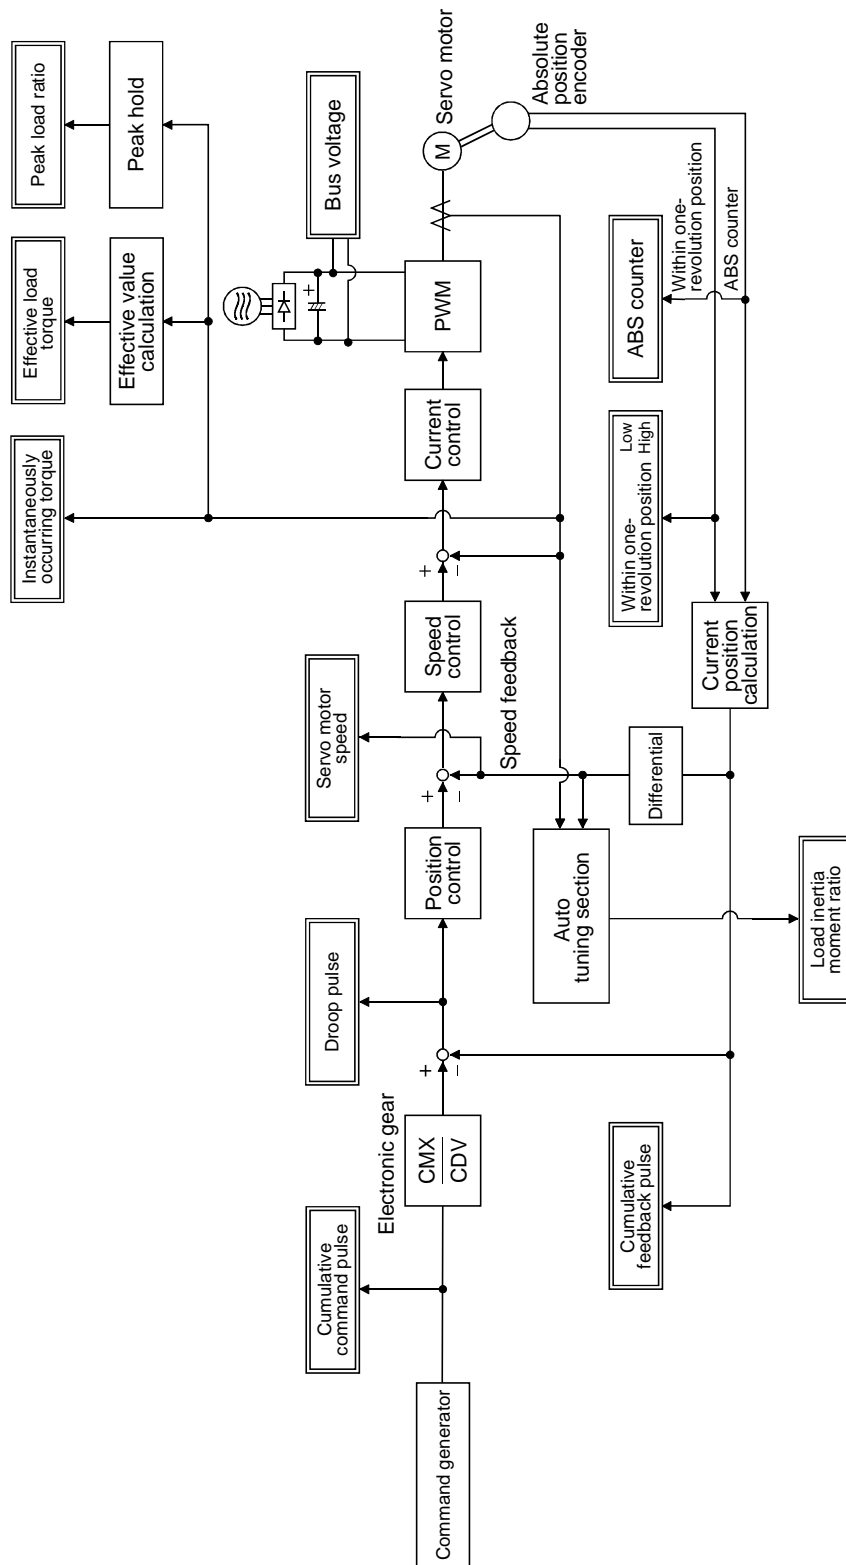 Peak load ratio
Peak hold
Effective load
torque
Effective value
calculation
Instantaneously
occurring torque
Bus voltage
Servo motor
M
Absolute
position
encoder
+
PWM
Current
control
+
−
Speed
control
Speed feedback
Servo motor
speed
+
−
Position
control
Droop pulse
+
−
Electronic gear
CMX
CDV
Cumulative
command pulse
Command generator
Within one-
revolution position
ABS counter
ABS counter
Within one-
revolution position
Low
High
Current
position
calculation
Differential
Auto
tuning section
Load inertia
moment ratio
Cumulative
feedback pulse